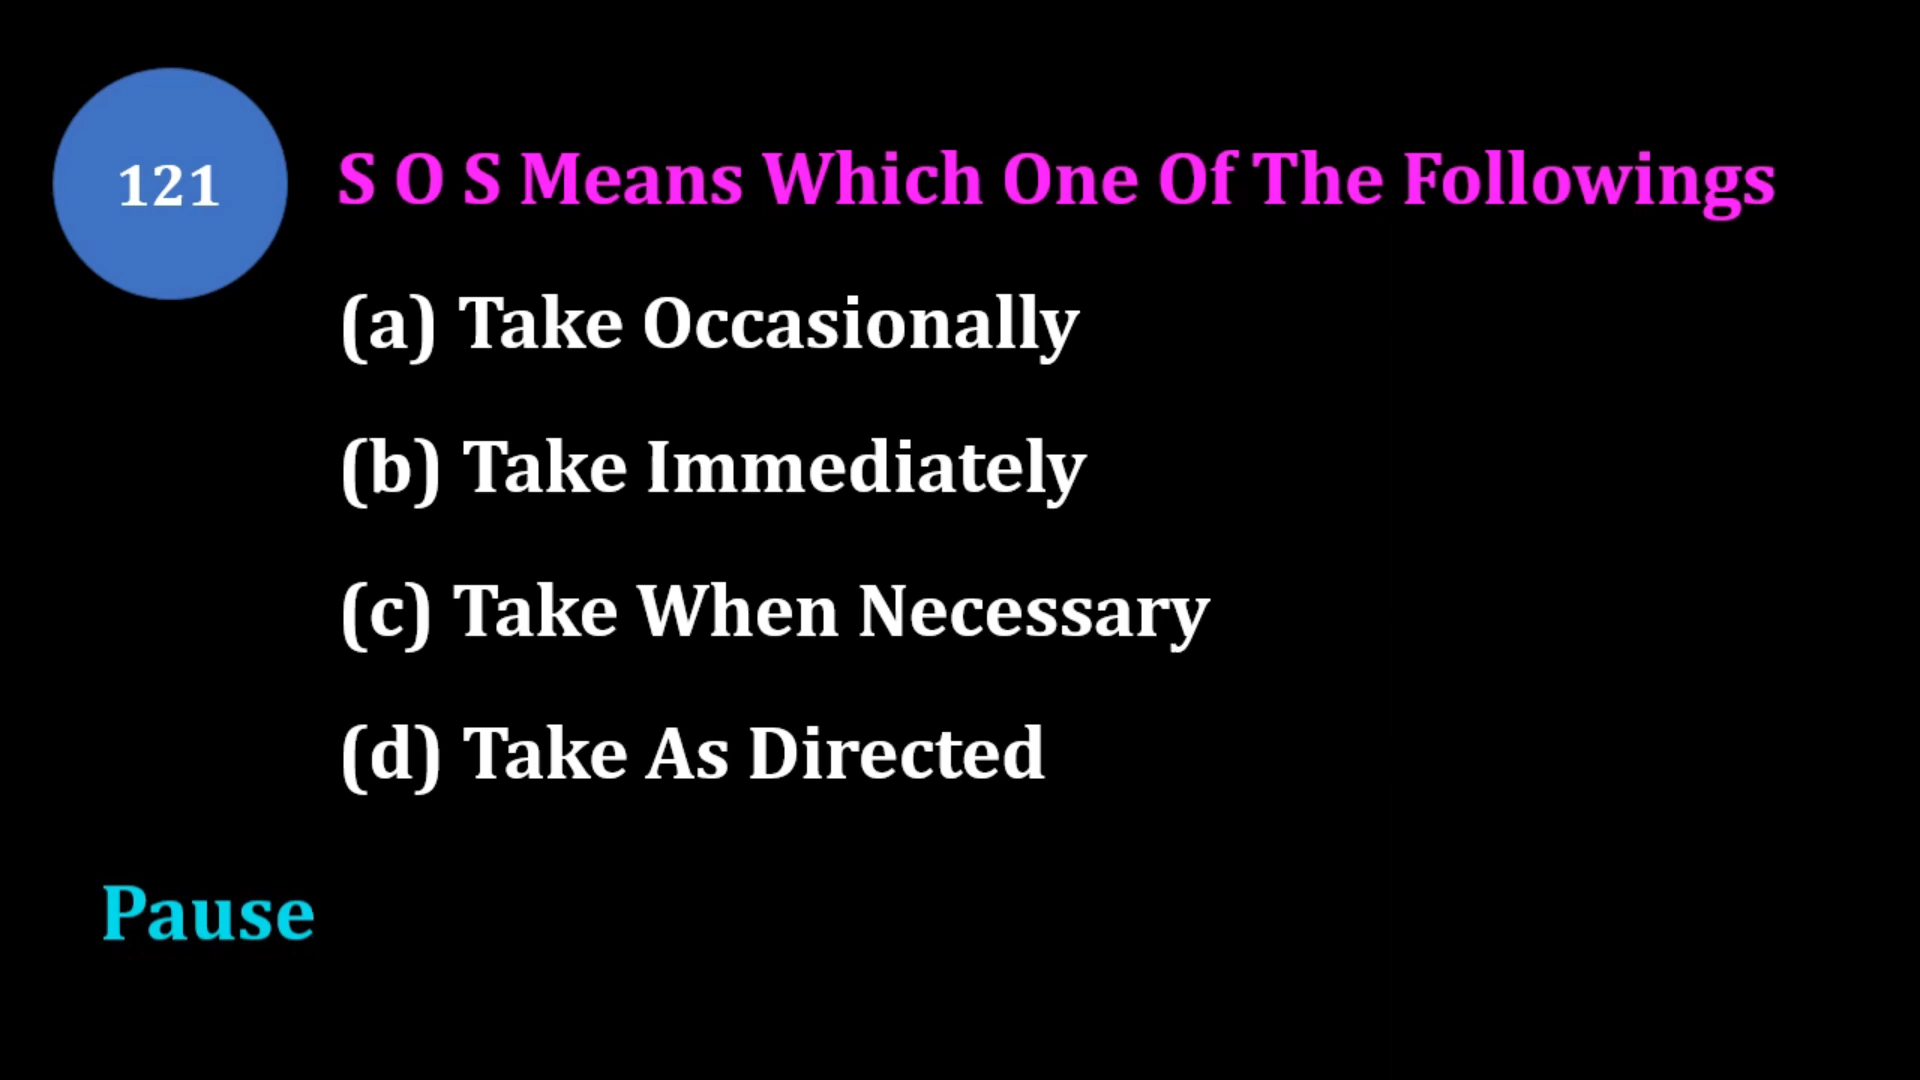 121
S O S Means Which One Of The Followings
(a) Take Occasionally
(b) Take Immediately
(c) Take When Necessary
(d) Take As Directed
Pause